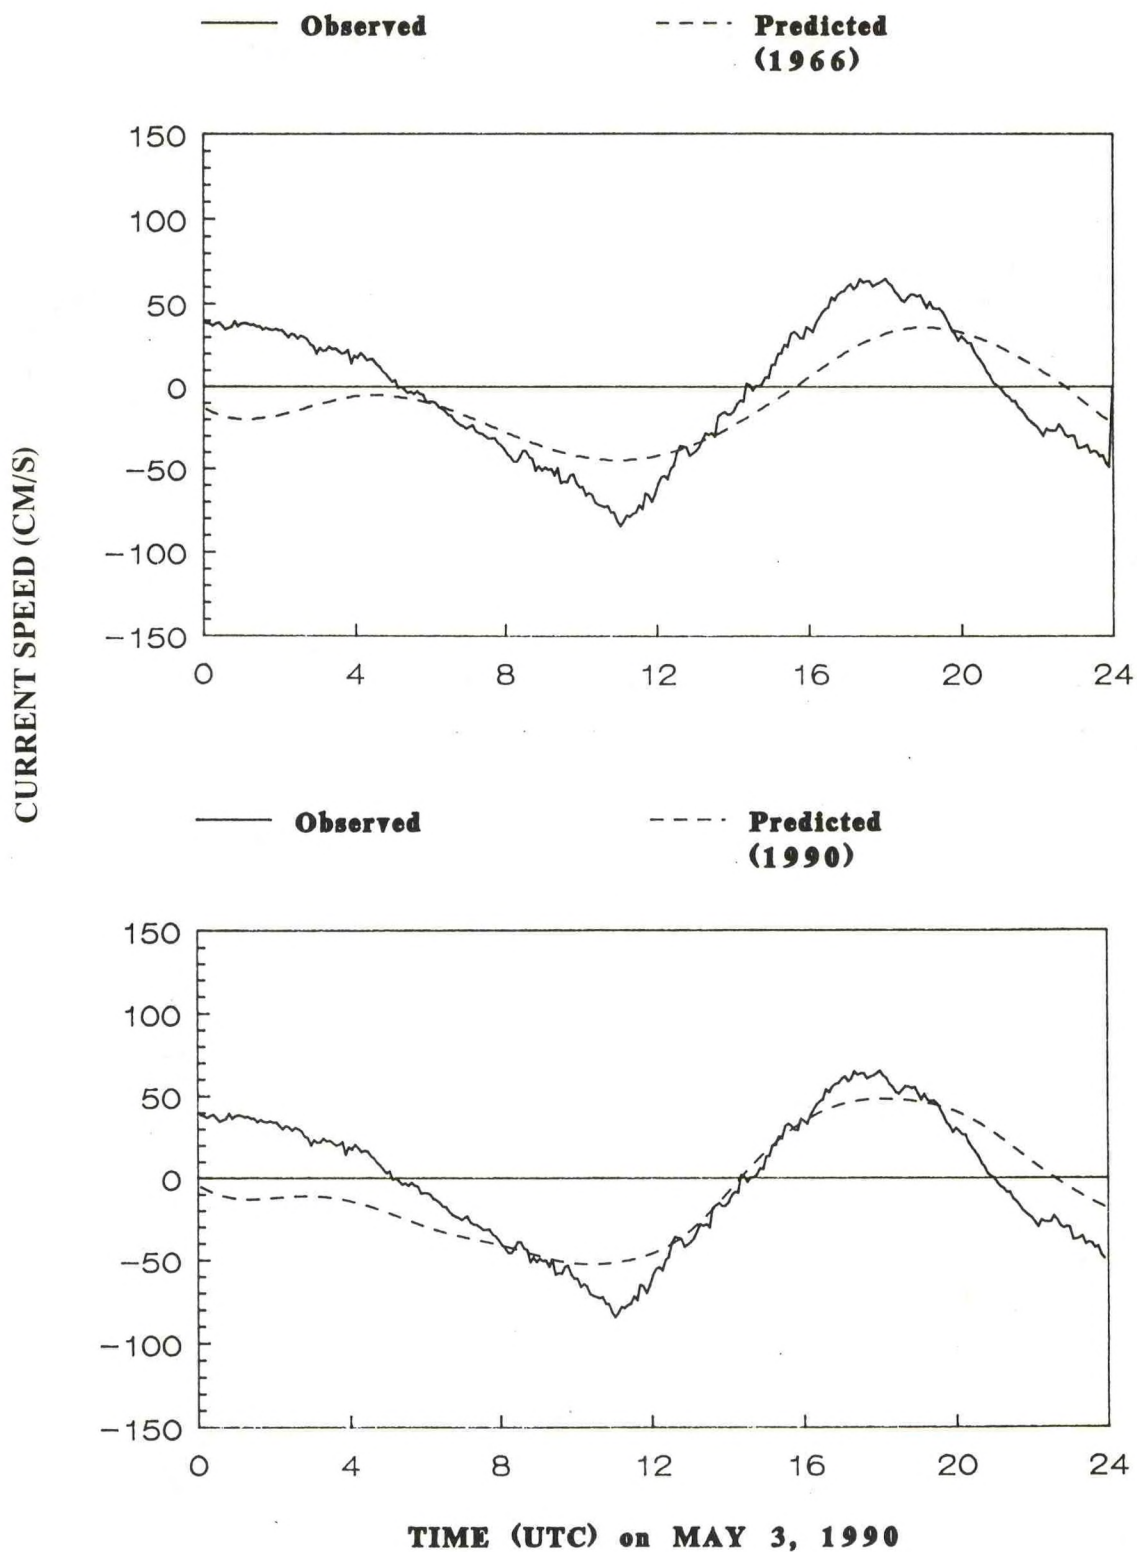 Observed Predicted
(1966)
150
100
50
0
−50
−100
−150
0 4 8 12 16 20 24
CURRENT SPEED (CM/S)
Observed Predicted
(1990)
150
100
50
0
−50
−100
−150
0 4 8 12 16 20 24
TIME (UTC) on MAY 3, 1990